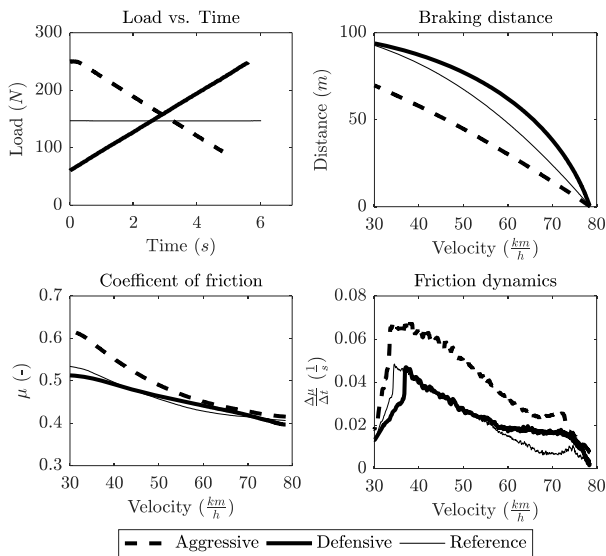 Load vs. Time
300
200
100
0
Load (N)
0 2 4 6
Time (s)
Braking distance
100
50
0
Distance (m)
30 40 50 60 70 80
Velocity (km/h)
Coefficent of friction
0.7
0.6
0.5
0.4
0.3
μ (-)
30 40 50 60 70 80
Velocity (km/h)
Friction dynamics
0.08
0.06
0.04
0.02
0
Δμ/Δt (1/s)
30 40 50 60 70 80
Velocity (km/h)
Aggressive Defensive Reference